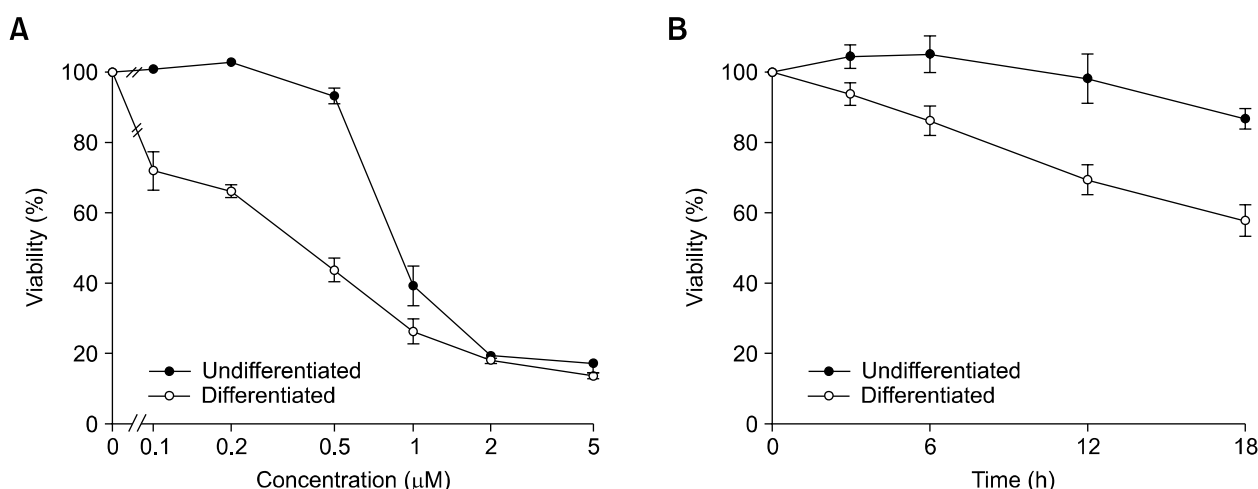 A
Viability (%)
100
80
60
40
20
0
Undifferentiated
Differentiated
0 0.1 0.2 0.5 1 2 5
Concentration (μM)
B
Viability (%)
100
80
60
40
20
0
Undifferentiated
Differentiated
0 6 12 18
Time (h)